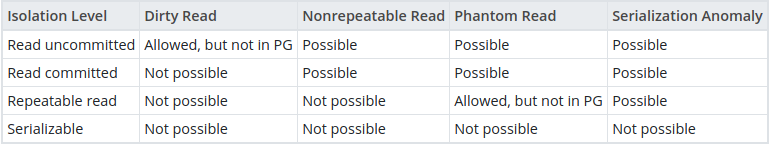 Isolation Level Dirty Read Nonrepeatable Read Phantom Read Serialization Anomaly
Read uncommitted Allowed, but not in PG Possible Possible Possible
Read committed Not possible Possible Possible Possible
Repeatable read Not possible Not possible Allowed, but not in PG Possible
Serializable Not possible Not possible Not possible Not possible